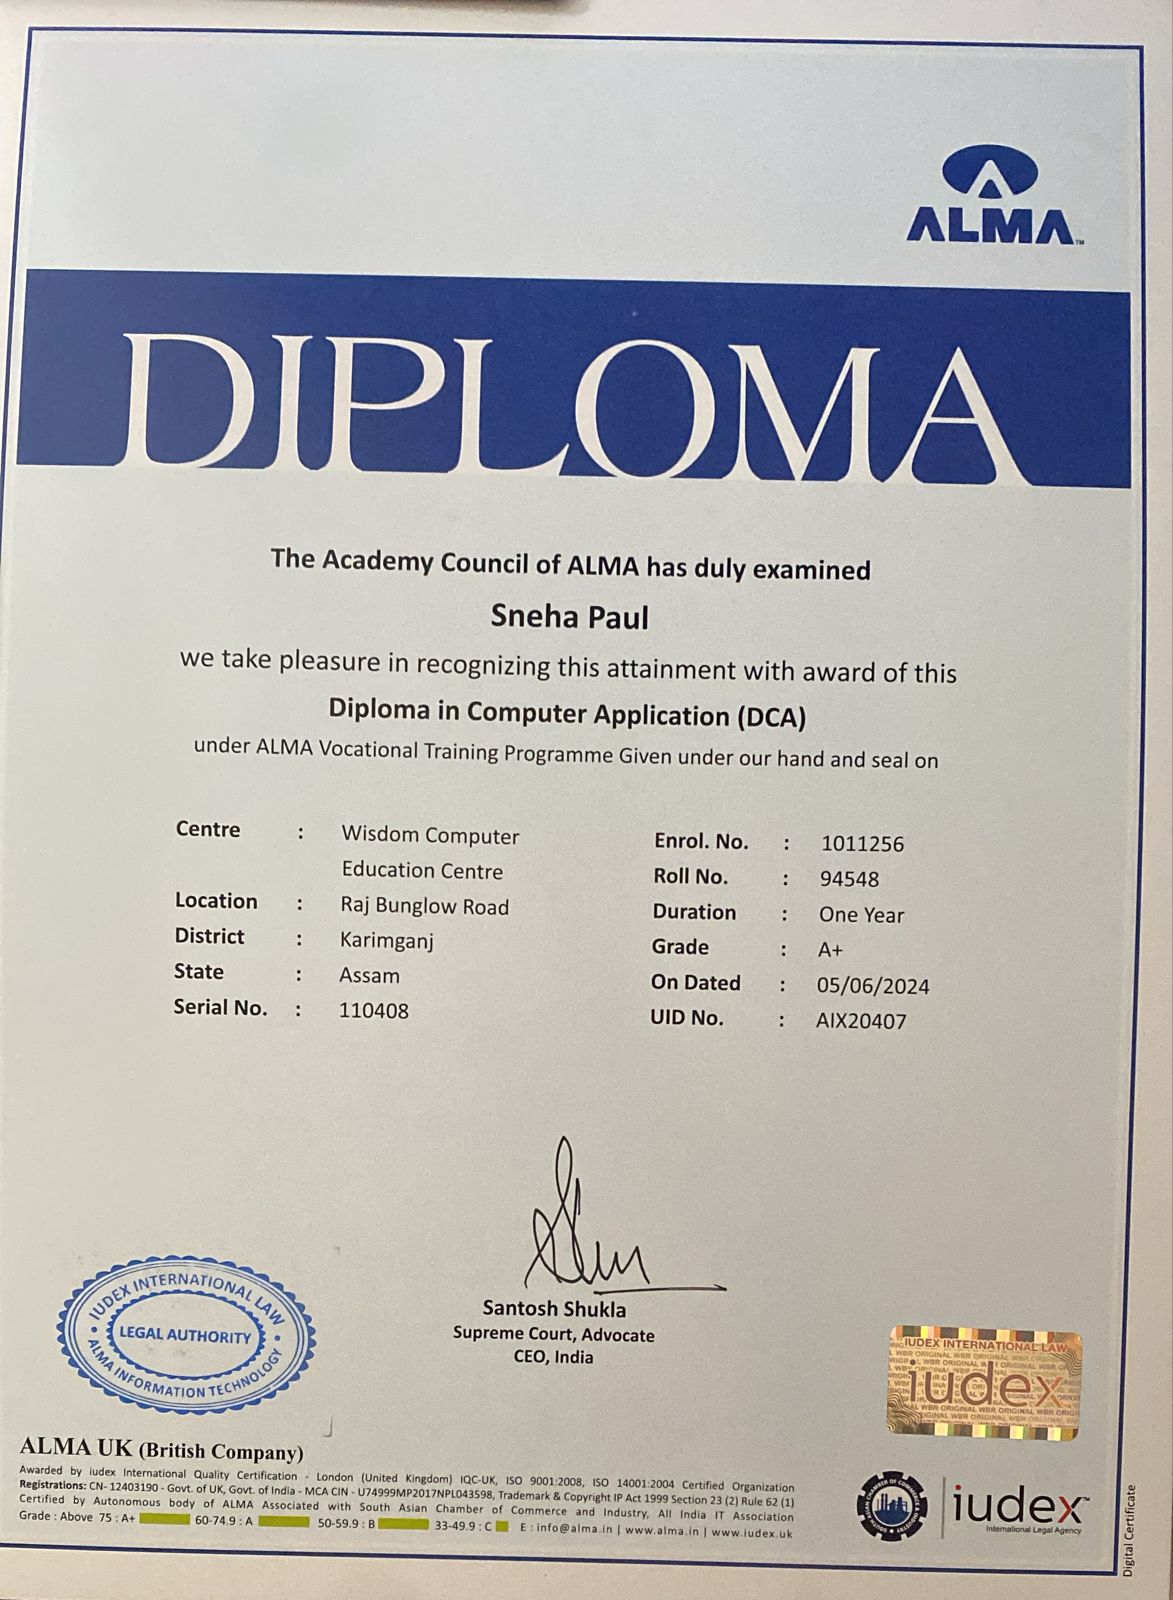 ALMA
DIPLOMA
The Academy Council of ALMA has duly examined
Sneha Paul
we take pleasure in recognizing this attainment with award of this
Diploma in Computer Application (DCA)
under ALMA Vocational Training Programme Given under our hand and seal on
Centre : Wisdom Computer
Education Centre
Location : Raj Bunglow Road
District : Karimganj
State : Assam
Serial No. : 110408
Enrol. No. : 1011256
Roll No. : 94548
Duration : One Year
Grade : A+
On Dated : 05/06/2024
UID No. : AIX20407
IUDEX INTERNATIONAL LAW
LEGAL AUTHORITY
ALMA INFORMATION TECHNOLOGY
Santosh Shukla
Supreme Court, Advocate
CEO, India
IUDEX INTERNATIONAL LAW
iudex
ALMA UK (British Company)
Awarded by iudex International Quality Certification - London (United Kingdom) IQC-UK, ISO 9001:2008, ISO 14001:2004 Certified Organization
Registrations: CN- 12403190 - Govt. of UK, Govt. of India - MCA CIN - U74999MP2017NPL043598, Trademark & Copyright IP Act 1999 Section 23 (2) Rule 62 (1)
Certified by Autonomous body of ALMA Associated with South Asian Chamber of Commerce and Industry, All India IT Association
Grade : Above 75 : A+ 60-74.9 : A 50-59.9 : B 33-49.9 : C E : info@alma.in | www.alma.in | www.iudex.uk
iudex
International Legal Agency
Digital Certificate